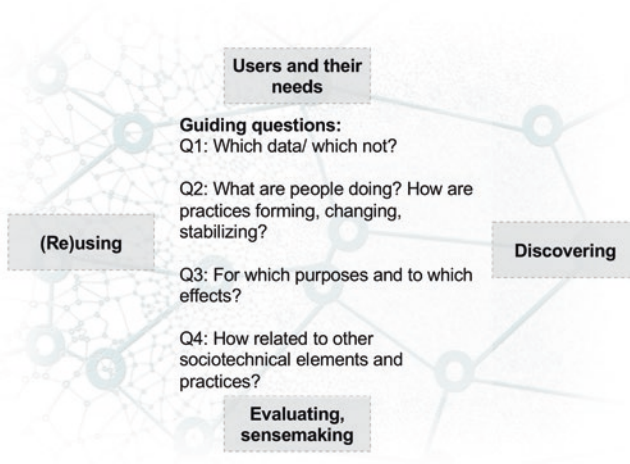 Users and their
needs
Guiding questions:
Q1: Which data/ which not?
Q2: What are people doing? How are
practices forming, changing,
stabilizing?
(Re)using
Discovering
Q3: For which purposes and to which
effects?
Q4: How related to other
sociotechnical elements and
practices?
Evaluating,
sensemaking